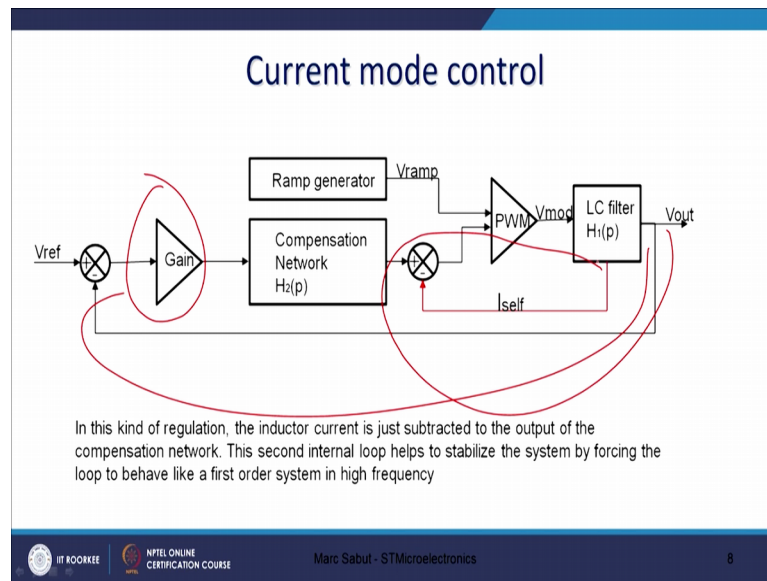 Current mode control
Ramp generator
Vramp
Vref
+
-
Gain
Compensation
Network
H2(p)
+
-
PWM
Vmod
LC filter
H1(p)
Vout
Iself
In this kind of regulation, the inductor current is just subtracted to the output of the
compensation network. This second internal loop helps to stabilize the system by forcing the
loop to behave like a first order system in high frequency
IIT ROORKEE
NPTEL ONLINE
CERTIFICATION COURSE
Marc Sabut - STMicroelectronics
8